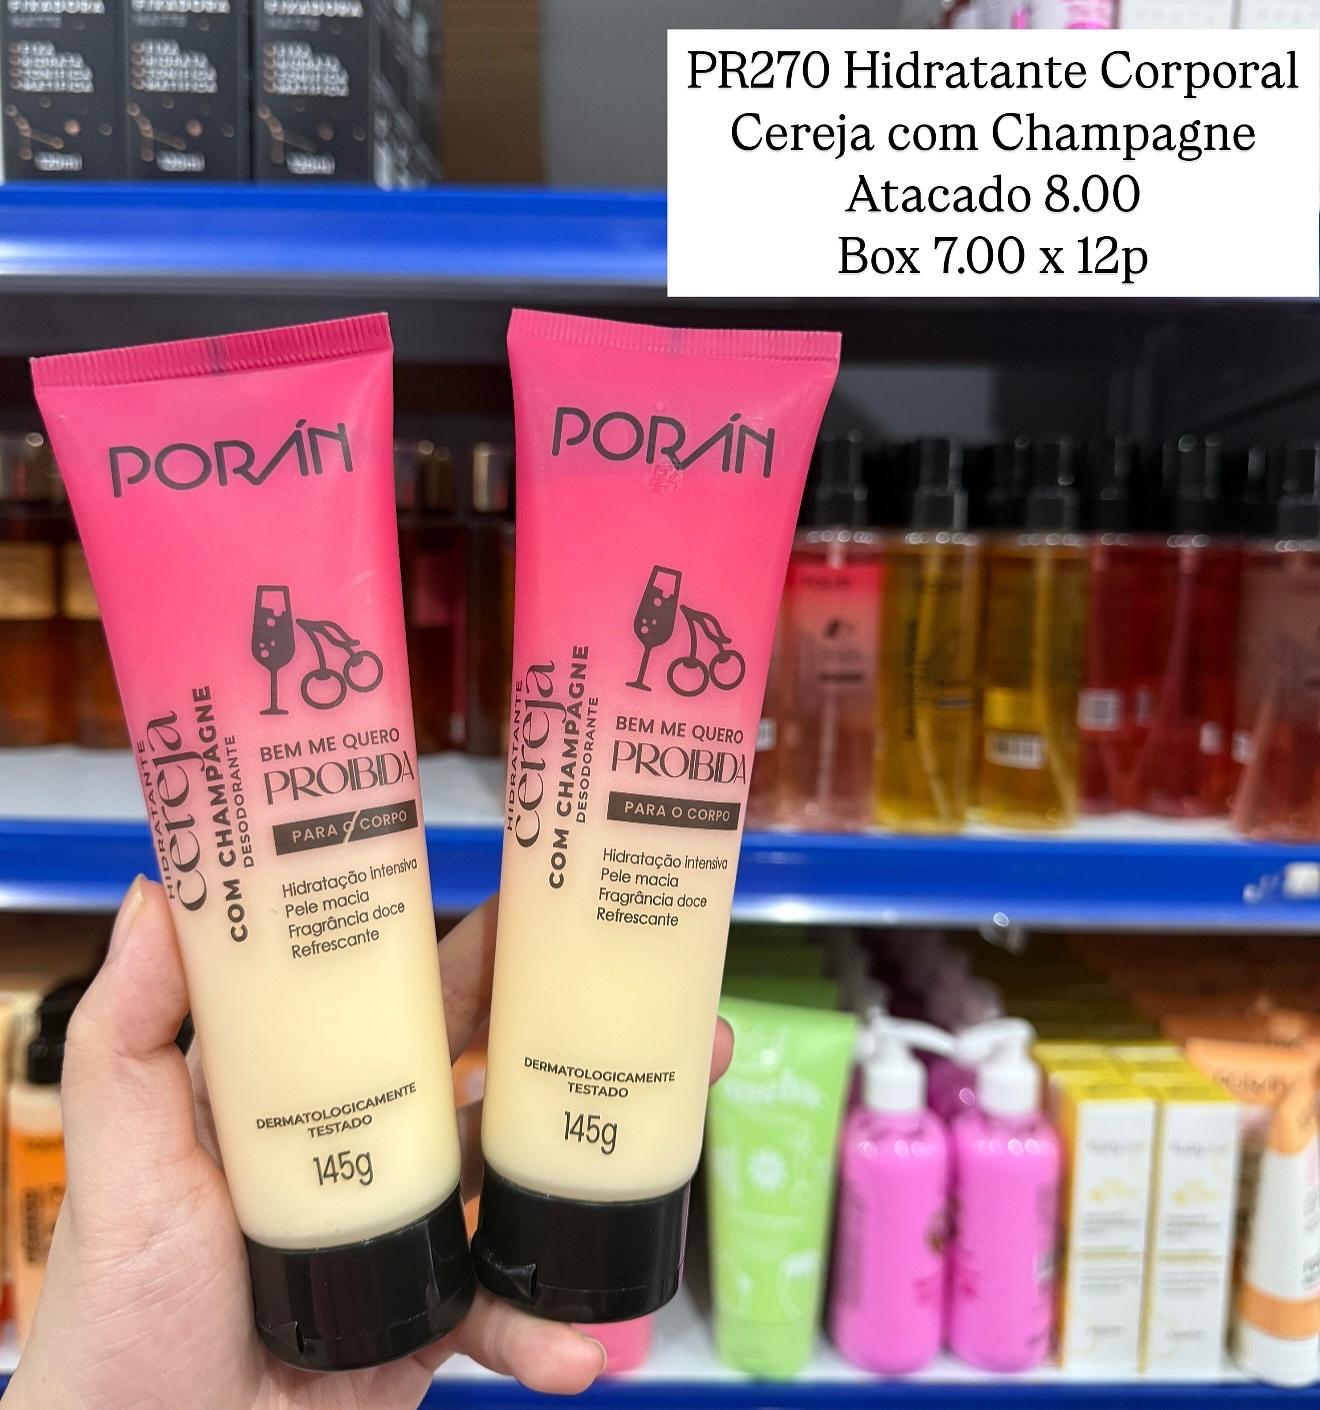 PR270 Hidratante Corporal
Cereja com Champagne
Atacado 8.00
Box 7.00 x 12p
PORÁN
HIDRATANTE
cereja
COM CHAMPAGNE
DESODORANTE
BEM ME QUERO
PROIBIDA
PARA O CORPO
Hidratação intensiva
Pele macia
Fragrância doce
Refrescante
DERMATOLOGICAMENTE
TESTADO
145g
PORÁN
HIDRATANTE
cereja
COM CHAMPAGNE
DESODORANTE
BEM ME QUERO
PROIBIDA
PARA O CORPO
Hidratação intensiva
Pele macia
Fragrância doce
Refrescante
DERMATOLOGICAMENTE
TESTADO
145g